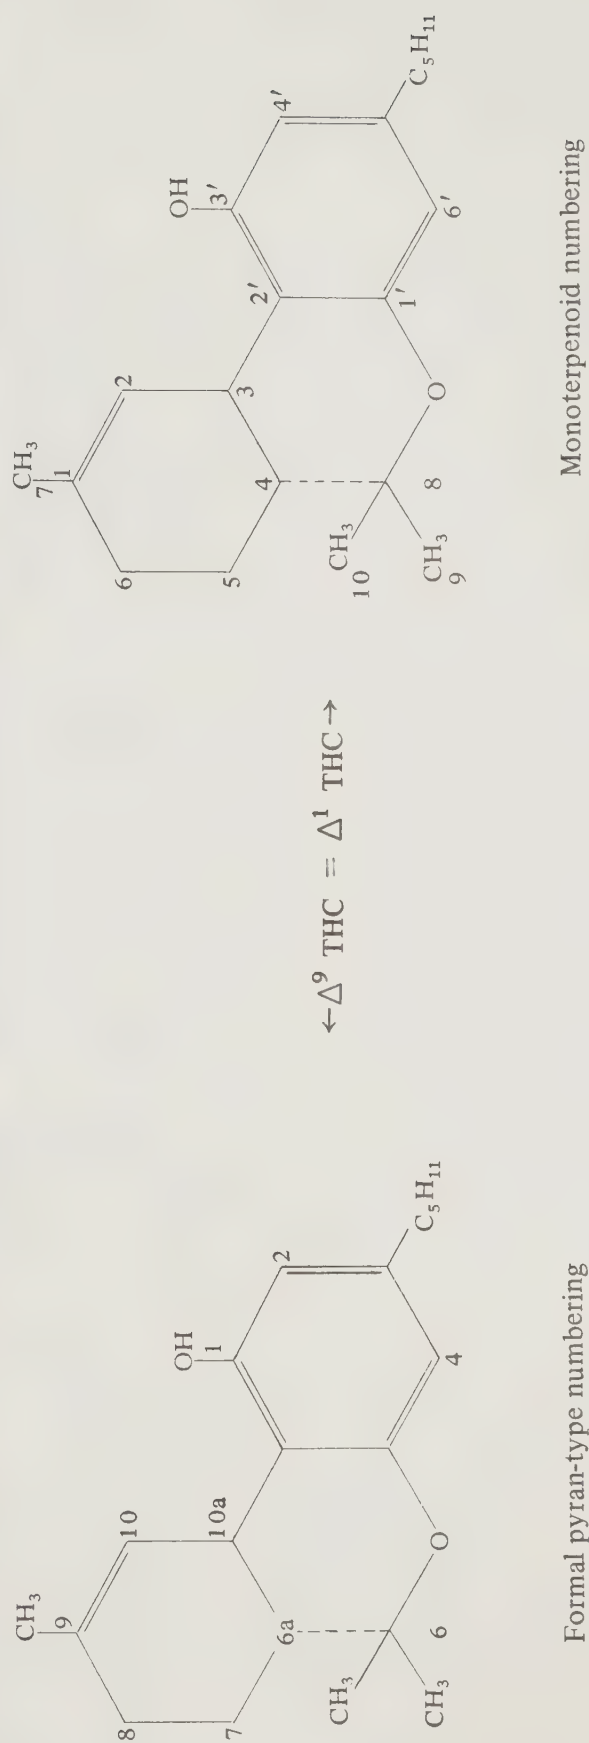 CH₃
9
10
8
7
10a
6a
OH
1
2
4
C₅H₁₁
O
6
CH₃
CH₃
Formal pyran-type numbering
←Δ⁹ THC = Δ¹ THC→
CH₃
7
1
2
6
5
3
4
OH
3'
4'
2'
1'
6'
C₅H₁₁
O
8
CH₃
10
CH₃
9
Monoterpenoid numbering